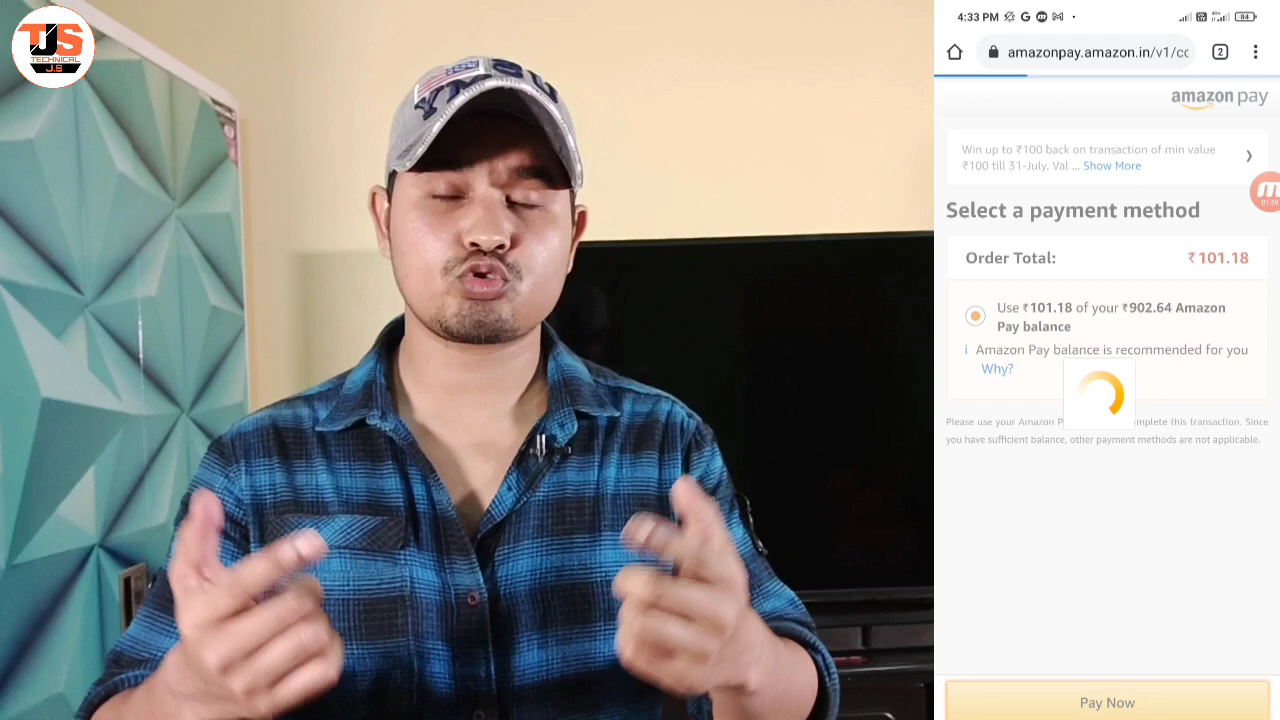 TJS
TECHNICAL
J.S
4:33 PM
84
amazonpay.amazon.in/v1/cc
2
amazon pay
Win up to ₹100 back on transaction of min value
₹100 till 31-July. Val ... Show More
01:59
Select a payment method
Order Total: ₹101.18
Use ₹101.18 of your ₹902.64 Amazon
Pay balance
i Amazon Pay balance is recommended for you
Why?
Please use your Amazon P mplete this transaction. Since
you have sufficient balance, other payment methods are not applicable.
Pay Now